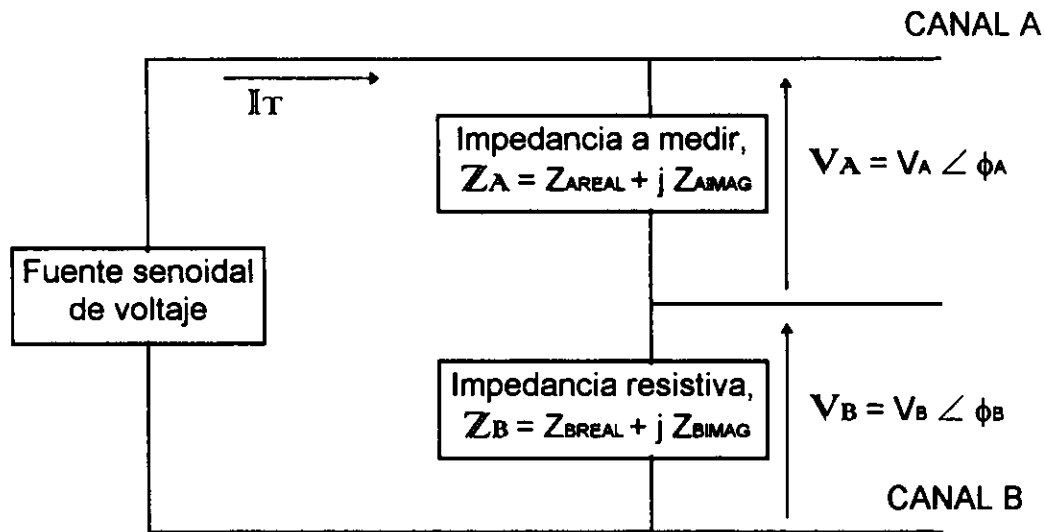 CANAL A
𝕀T
Impedancia a medir,
ℤA = ZAREAL + j ZAIMAG
𝕍A = VA ∠ ϕA
Fuente senoidal
de voltaje
Impedancia resistiva,
ℤB = ZBREAL + j ZBIMAG
𝕍B = VB ∠ ϕB
CANAL B